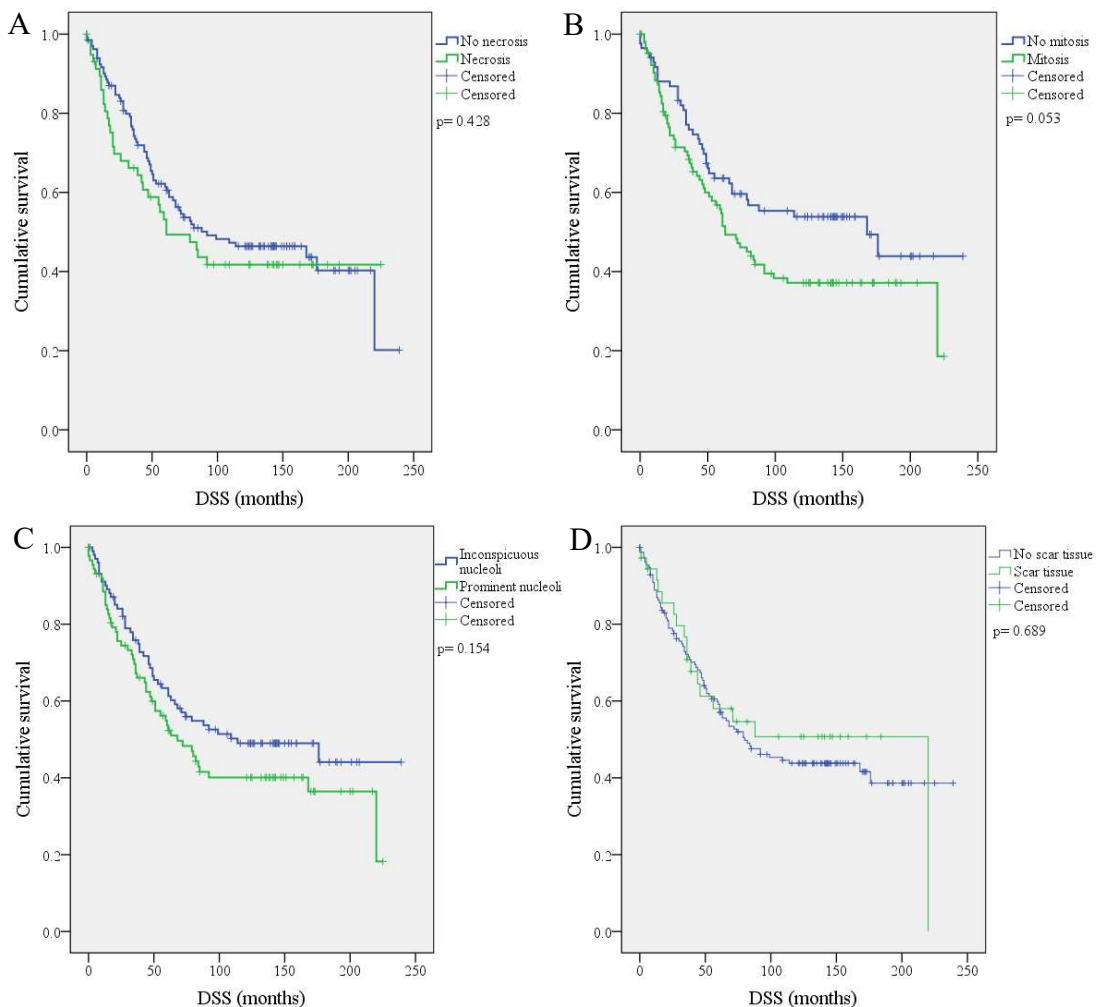 A
1.0
0.8
0.6
0.4
0.2
0.0
Cumulative survival
0
50
100
150
200
250
DSS (months)
No necrosis
Necrosis
Censored
Censored
p= 0.428
B
1.0
0.8
0.6
0.4
0.2
0.0
Cumulative survival
0
50
100
150
200
250
DSS (months)
No mitosis
Mitosis
Censored
Censored
p= 0.053
C
1.0
0.8
0.6
0.4
0.2
0.0
Cumulative survival
0
50
100
150
200
250
DSS (months)
Inconspicuous
nucleoli
Prominent nucleoli
Censored
Censored
p= 0.154
D
1.0
0.8
0.6
0.4
0.2
0.0
Cumulative survival
0
50
100
150
200
250
DSS (months)
No scar tissue
Scar tissue
Censored
Censored
p= 0.689